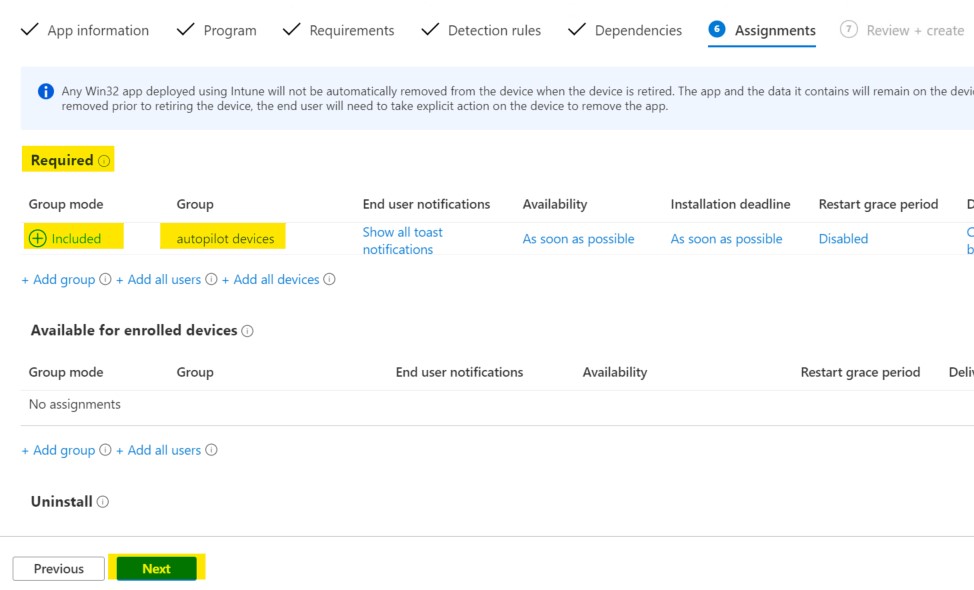 App information Program Requirements Detection rules Dependencies 6 Assignments 7 Review + create
Any Win32 app deployed using Intune will not be automatically removed from the device when the device is retired. The app and the data it contains will remain on the
removed prior to retiring the device, the end user will need to take explicit action on the device to remove the app.
Required
Group mode Group End user notifications Availability Installation deadline Restart grace period D
Included autopilot devices Show all toast notifications As soon as possible As soon as possible Disabled
+ Add group + Add all users + Add all devices
Available for enrolled devices
Group mode Group End user notifications Availability Restart grace period Deli
No assignments
+ Add group + Add all users
Uninstall
Previous Next